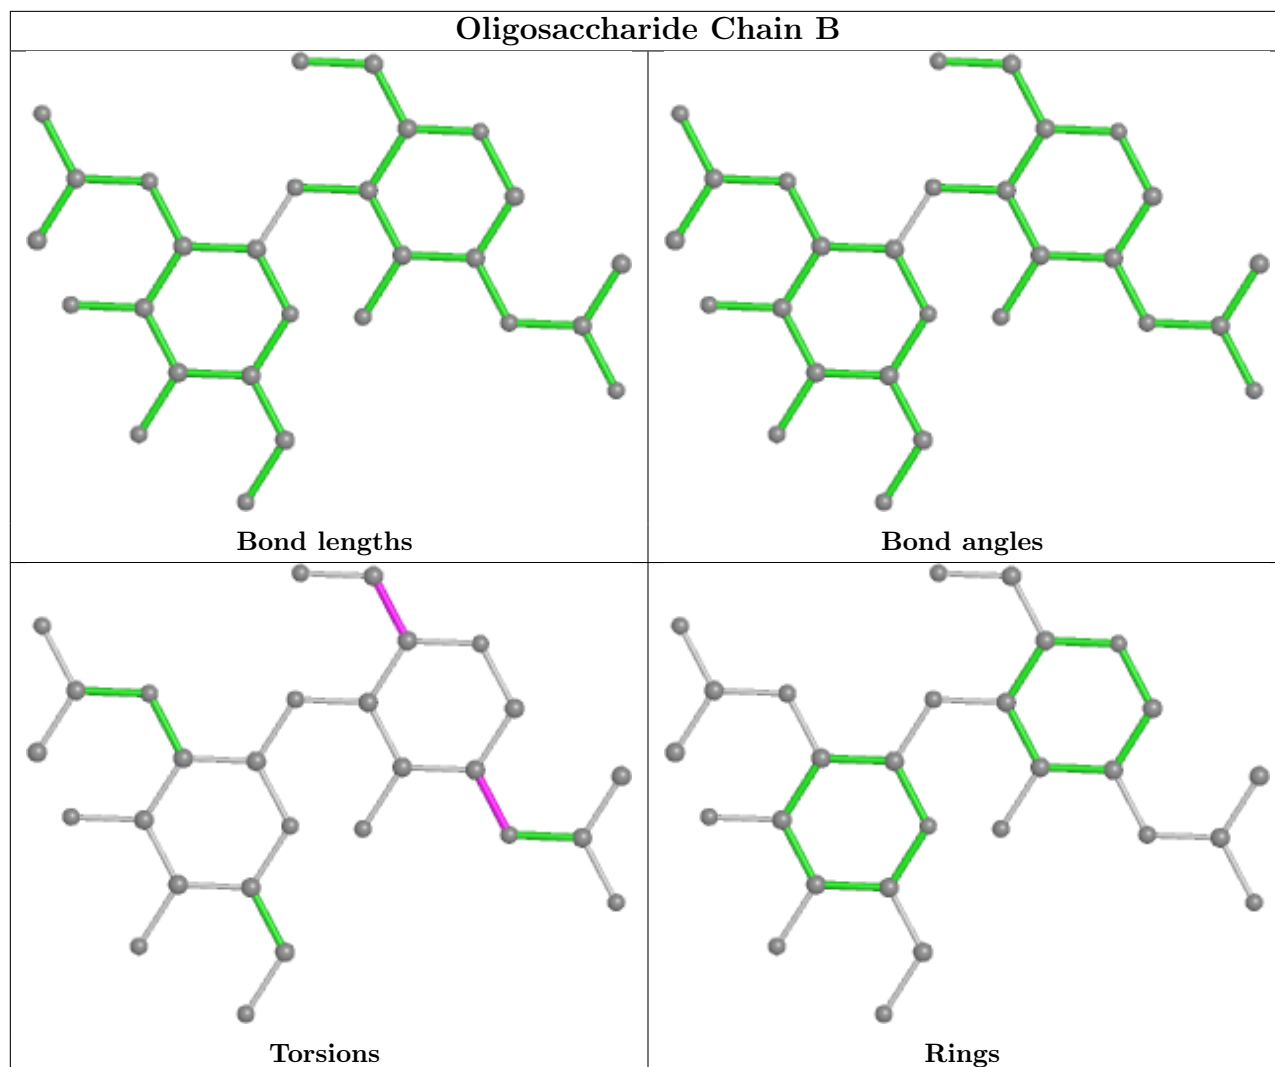 Oligosaccharide Chain B
Bond lengths
Bond angles
Torsions
Rings